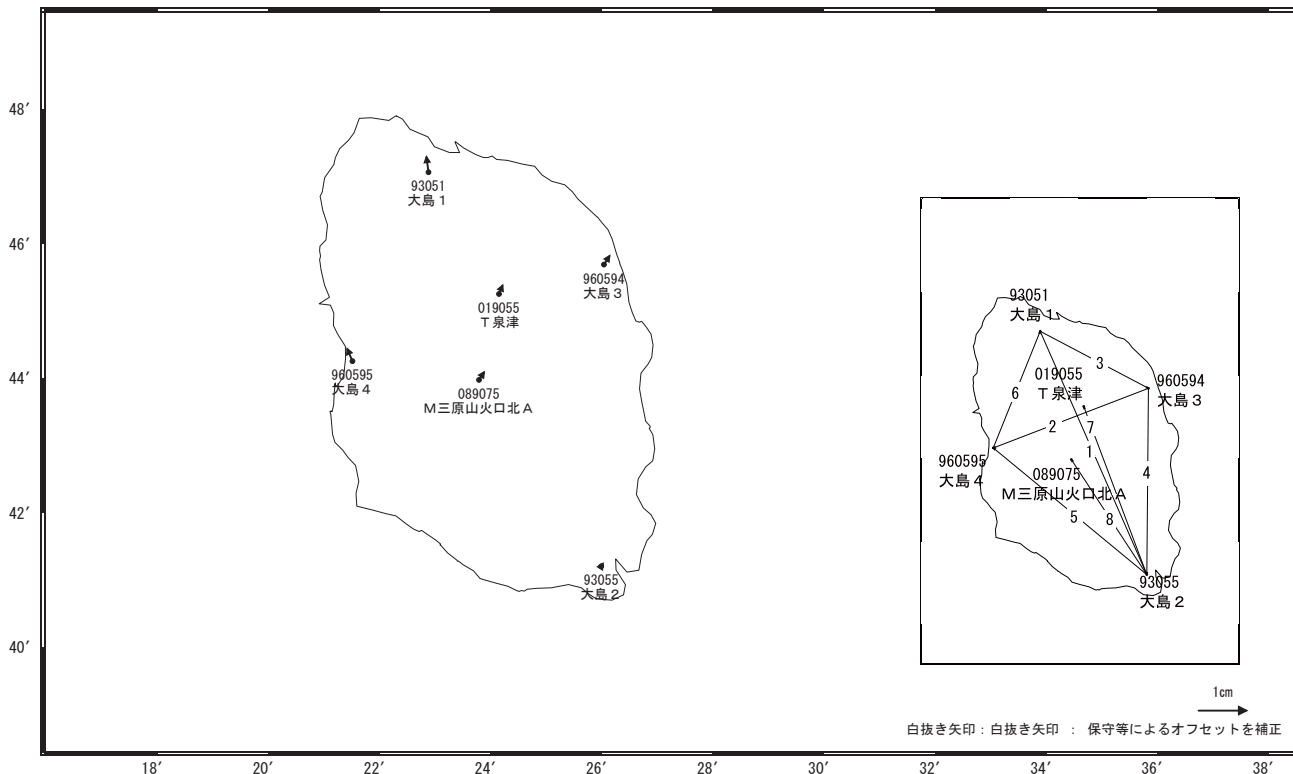 48′
46′
44′
42′
40′
93051
大島１
960594
大島３
019055
Ｔ泉津
960595
大島４
089075
Ｍ三原山火口北Ａ
93055
大島２
93051
大島１
3
019055
Ｔ泉津
960594
大島３
6
2
7
1
960595
大島４
4
089075
Ｍ三原山火口北Ａ
5
8
93055
大島２
1cm
白抜き矢印：白抜き矢印 ： 保守等によるオフセットを補正
18′ 20′ 22′ 24′ 26′ 28′ 30′ 32′ 34′ 36′ 38′